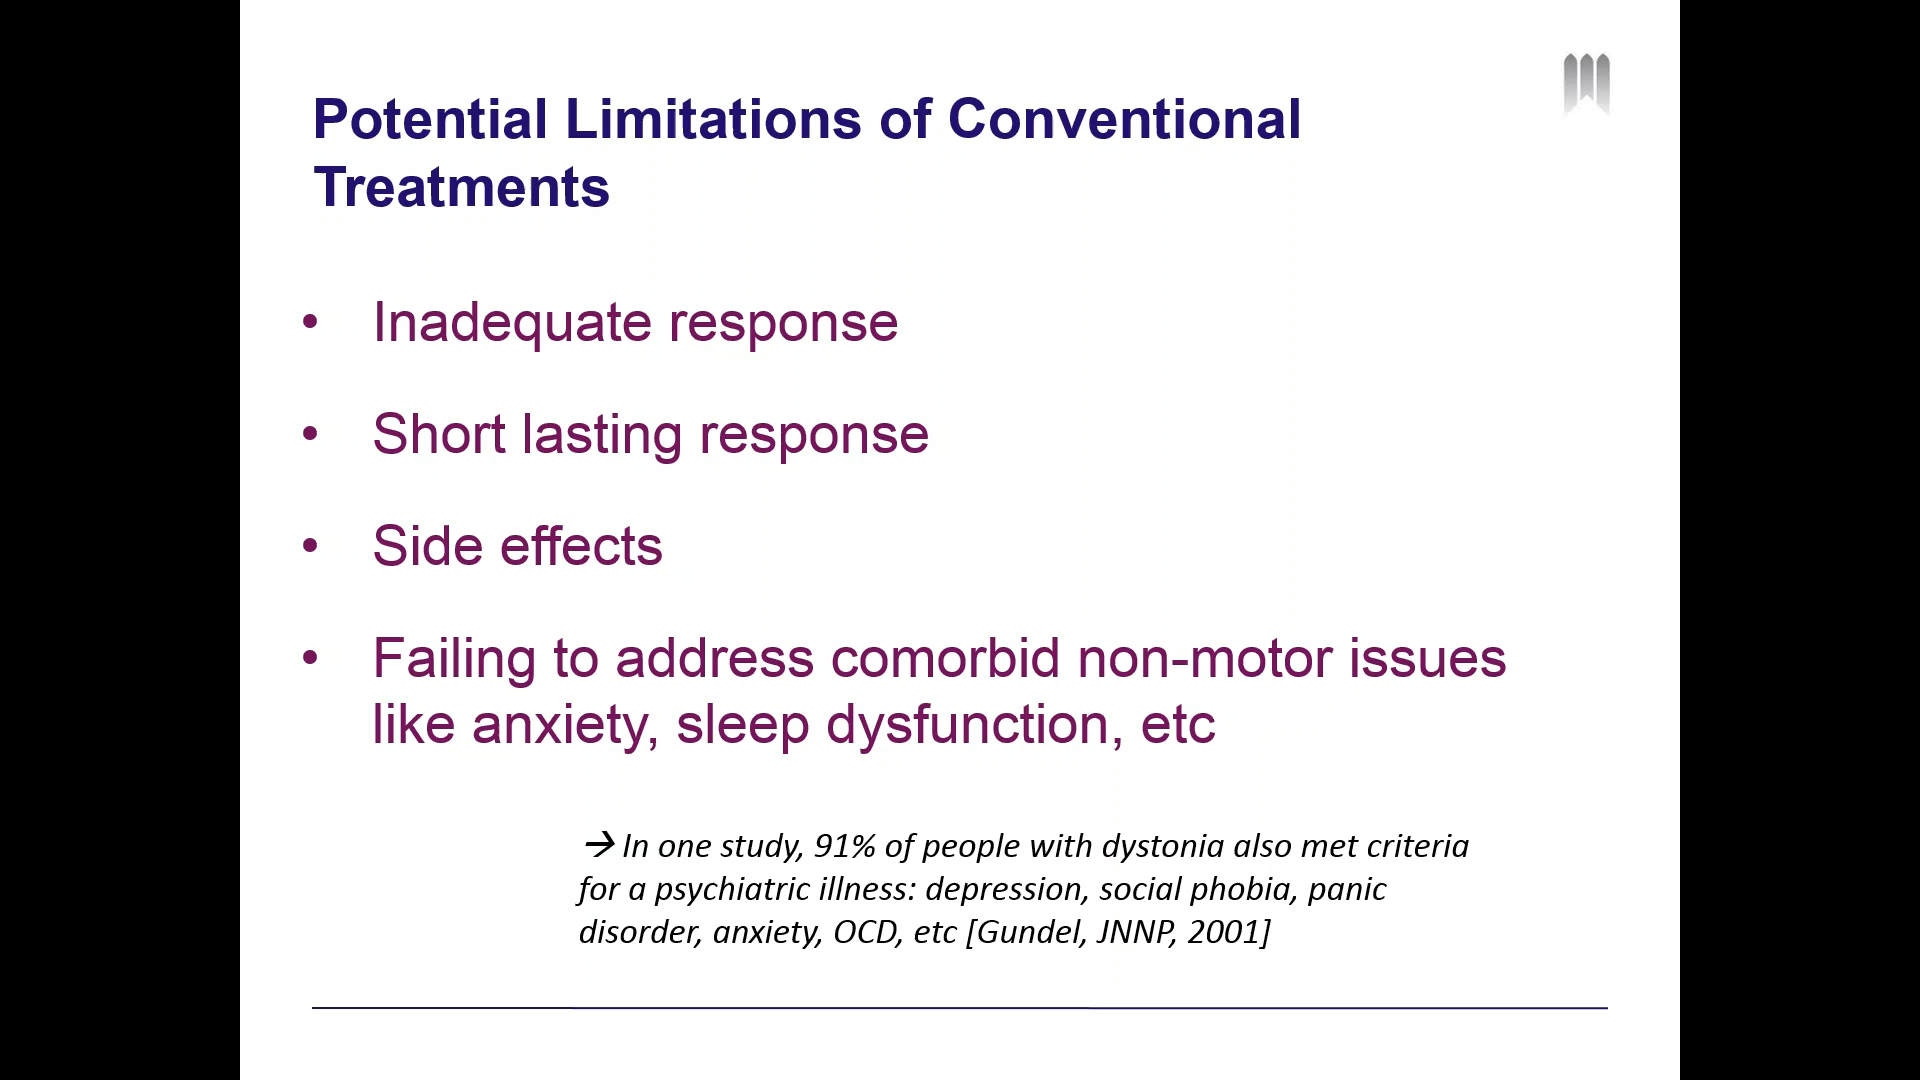 Potential Limitations of Conventional
Treatments
• Inadequate response
• Short lasting response
• Side effects
• Failing to address comorbid non-motor issues
like anxiety, sleep dysfunction, etc
→ In one study, 91% of people with dystonia also met criteria
for a psychiatric illness: depression, social phobia, panic
disorder, anxiety, OCD, etc [Gundel, JNNP, 2001]